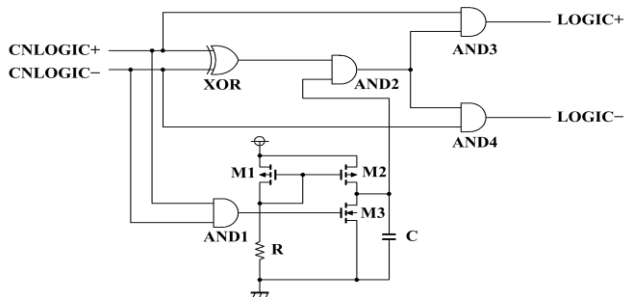 CNLOGIC+
CNLOGIC−
XOR
AND2
AND3
LOGIC+
AND4
LOGIC−
M1
M2
M3
AND1
R
C